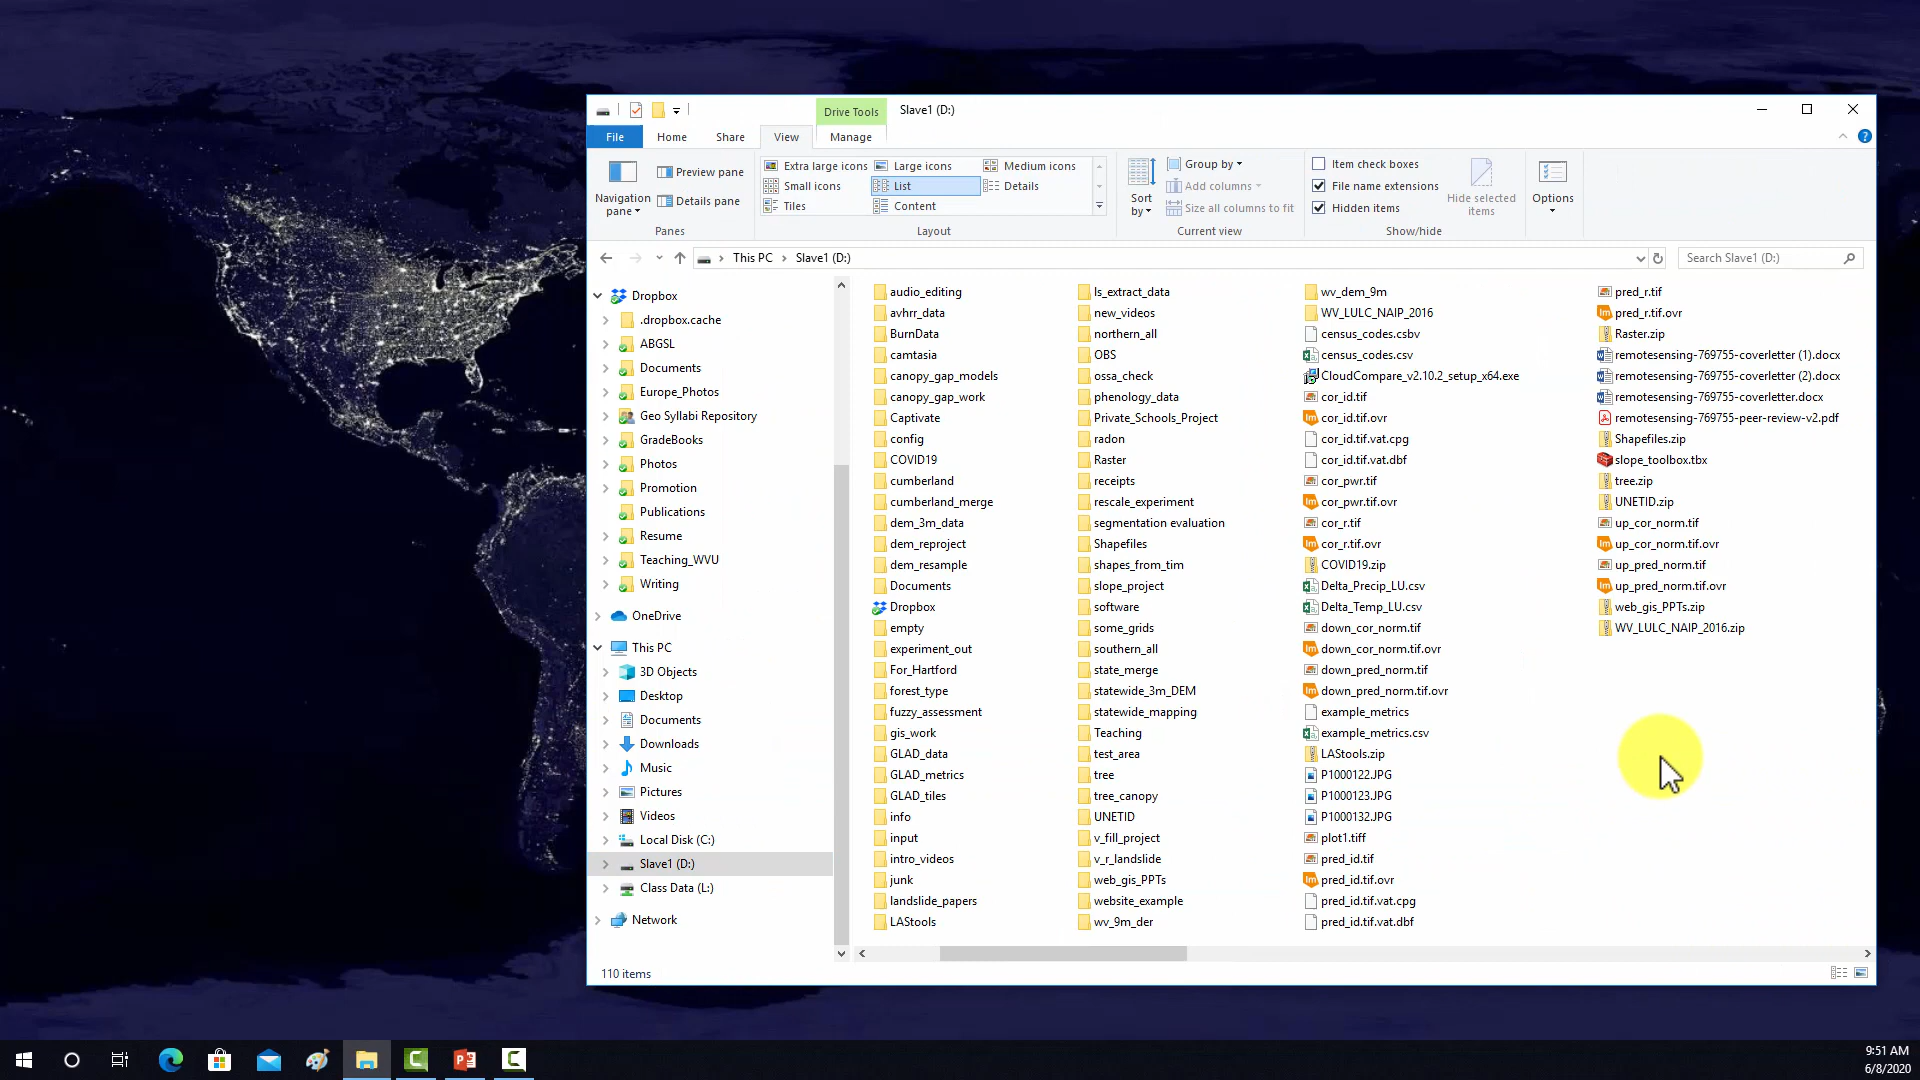 Drive Tools
Slave1 (D:)
File
Home
Share
View
Manage
Navigation pane
Preview pane
Details pane
Panes
Extra large icons
Large icons
Medium icons
Small icons
List
Details
Tiles
Content
Layout
Sort by
Group by
Add columns
Size all columns to fit
Current view
Item check boxes
File name extensions
Hidden items
Hide selected items
Show/hide
Options
This PC
Slave1 (D:)
Search Slave1 (D:)
Dropbox
.dropbox.cache
ABGSL
Documents
Europe_Photos
Geo Syllabi Repository
GradeBooks
Photos
Promotion
Publications
Resume
Teaching_WVU
Writing
OneDrive
This PC
3D Objects
Desktop
Documents
Downloads
Music
Pictures
Videos
Local Disk (C:)
Slave1 (D:)
Class Data (L:)
Network
audio_editing
avhrr_data
BurnData
camtasia
canopy_gap_models
canopy_gap_work
Captivate
config
COVID19
cumberland
cumberland_merge
dem_3m_data
dem_reproject
dem_resample
Documents
Dropbox
empty
experiment_out
For_Hartford
forest_type
fuzzy_assessment
gis_work
GLAD_data
GLAD_metrics
GLAD_tiles
info
input
intro_videos
junk
landslide_papers
LAStools
ls_extract_data
new_videos
northern_all
OBS
ossa_check
phenology_data
Private_Schools_Project
radon
Raster
receipts
rescale_experiment
segmentation evaluation
Shapefiles
shapes_from_tim
slope_project
software
some_grids
southern_all
state_merge
statewide_3m_DEM
statewide_mapping
Teaching
test_area
tree
tree_canopy
UNETID
v_fill_project
v_r_landslide
web_gis_PPTs
website_example
wv_9m_der
wv_dem_9m
WV_LULC_NAIP_2016
census_codes.csbv
census_codes.csv
CloudCompare_v2.10.2_setup_x64.exe
cor_id.tif
cor_id.tif.ovr
cor_id.tif.vat.cpg
cor_id.tif.vat.dbf
cor_pwr.tif
cor_pwr.tif.ovr
cor_r.tif
cor_r.tif.ovr
COVID19.zip
Delta_Precip_LU.csv
Delta_Temp_LU.csv
down_cor_norm.tif
down_cor_norm.tif.ovr
down_pred_norm.tif
down_pred_norm.tif.ovr
example_metrics
example_metrics.csv
LAStools.zip
P1000122.JPG
P1000123.JPG
P1000132.JPG
plot1.tiff
pred_id.tif
pred_id.tif.ovr
pred_id.tif.vat.cpg
pred_id.tif.vat.dbf
pred_r.tif
pred_r.tif.ovr
Raster.zip
remotesensing-769755-coverletter (1).docx
remotesensing-769755-coverletter (2).docx
remotesensing-769755-coverletter.docx
remotesensing-769755-peer-review-v2.pdf
Shapefiles.zip
slope_toolbox.tbx
tree.zip
UNETID.zip
up_cor_norm.tif
up_cor_norm.tif.ovr
up_pred_norm.tif
up_pred_norm.tif.ovr
web_gis_PPTs.zip
WV_LULC_NAIP_2016.zip
110 items
9:51 AM
6/8/2020